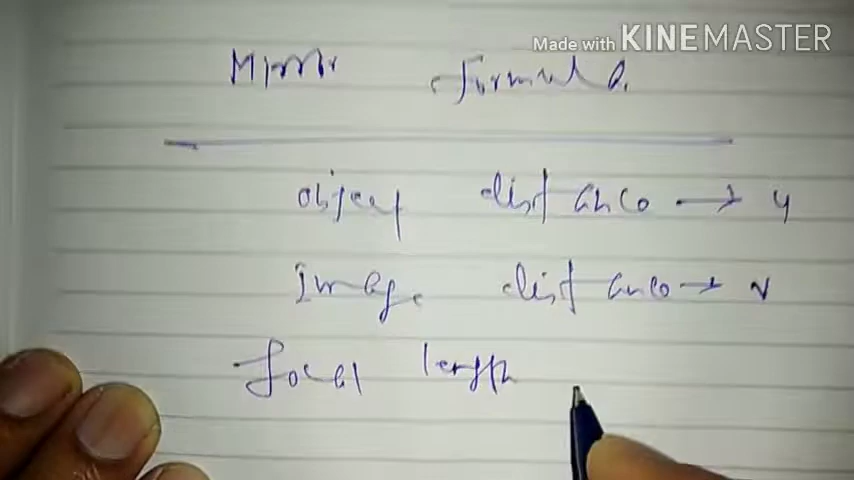 Made with KINEMASTER
Mirror Formula
object distance → u
Image distance → v
focal length